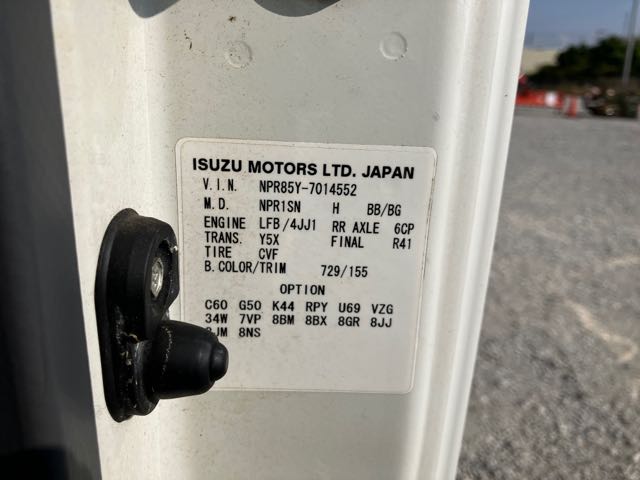 ISUZU MOTORS LTD. JAPAN
V.I.N. NPR85Y-7014552
M.D. NPR1SN H BB/BG
ENGINE LFB/4JJ1 RR AXLE 6CP
TRANS. Y5X FINAL R41
TIRE CVF
B.COLOR/TRIM 729/155
OPTION
C60 G50 K44 RPY U69 VZG
34W 7VP 8BM 8BX 8GR 8JJ
8NS